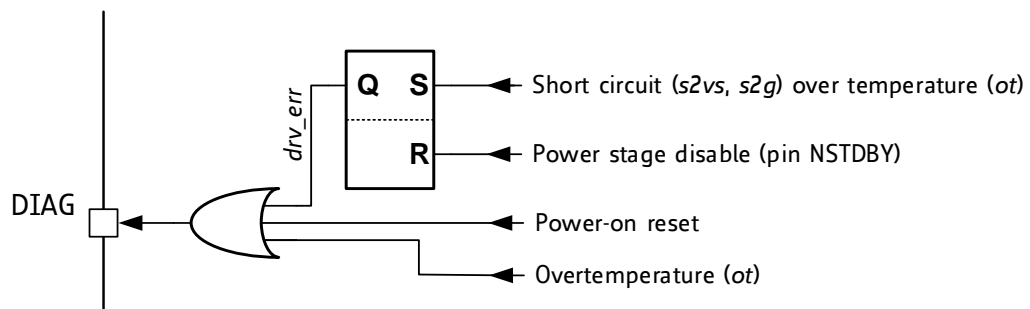 Q S Short circuit (s2vs, s2g) over temperature (ot)
drv_err
R Power stage disable (pin NSTDBY)
DIAG
Power-on reset
Overtemperature (ot)